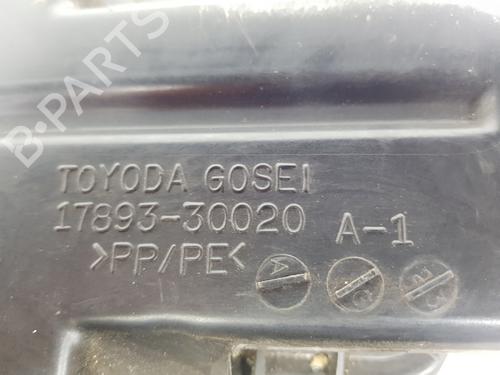 B-PARTS
TOYODA GOSEI
17893-30020 A-1
>PP/PE<
A